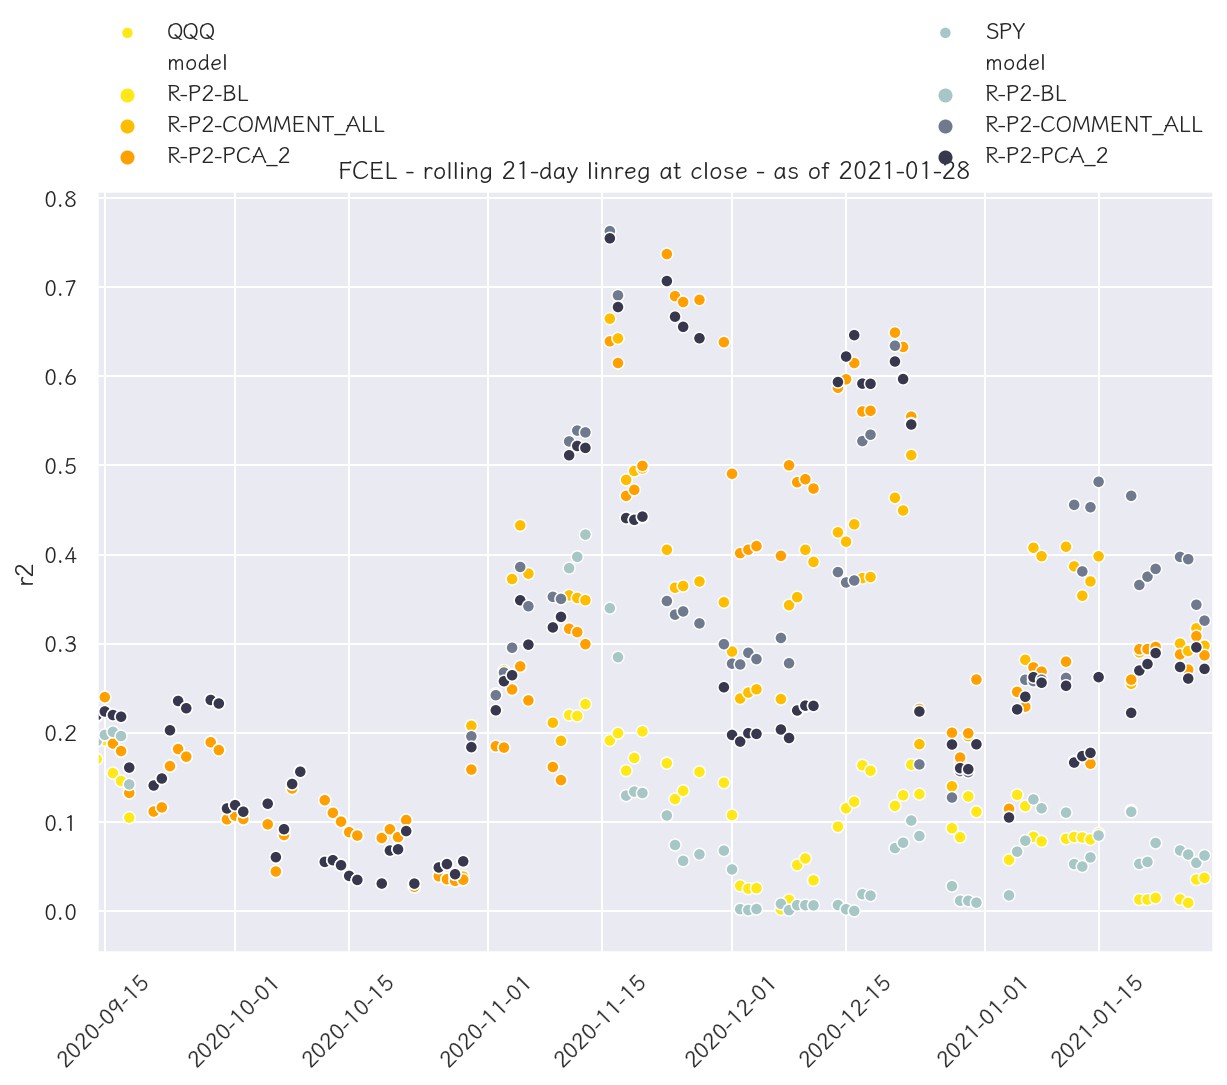 QQQ
model
R-P2-BL
R-P2-COMMENT_ALL
R-P2-PCA_2
SPY
model
R-P2-BL
R-P2-COMMENT_ALL
R-P2-PCA_2
FCEL - rolling 21-day linreg at close - as of 2021-01-28
0.8
0.7
0.6
0.5
0.4
0.3
0.2
0.1
0.0
r2
2020-09-15
2020-10-01
2020-10-15
2020-11-01
2020-11-15
2020-12-01
2020-12-15
2021-01-01
2021-01-15